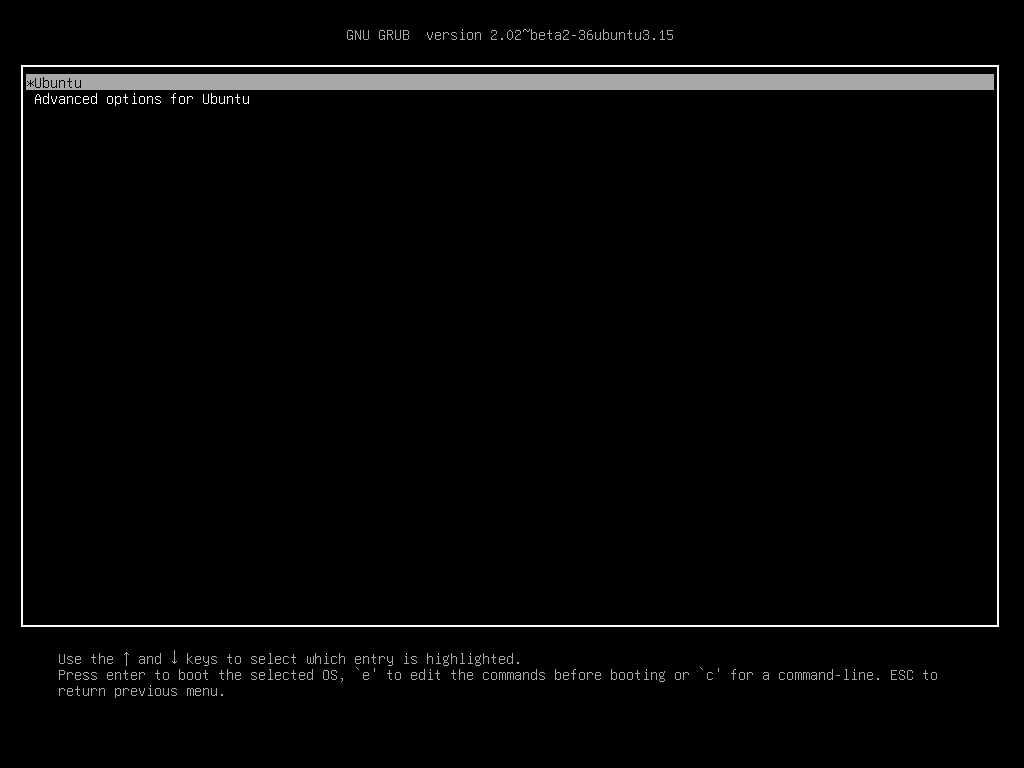 GNU GRUB  version 2.02~beta2-36ubuntu3.15
*Ubuntu
Advanced options for Ubuntu
Use the ↑ and ↓ keys to select which entry is highlighted.
Press enter to boot the selected OS, `e' to edit the commands before booting or `c' for a command-line. ESC to
return previous menu.